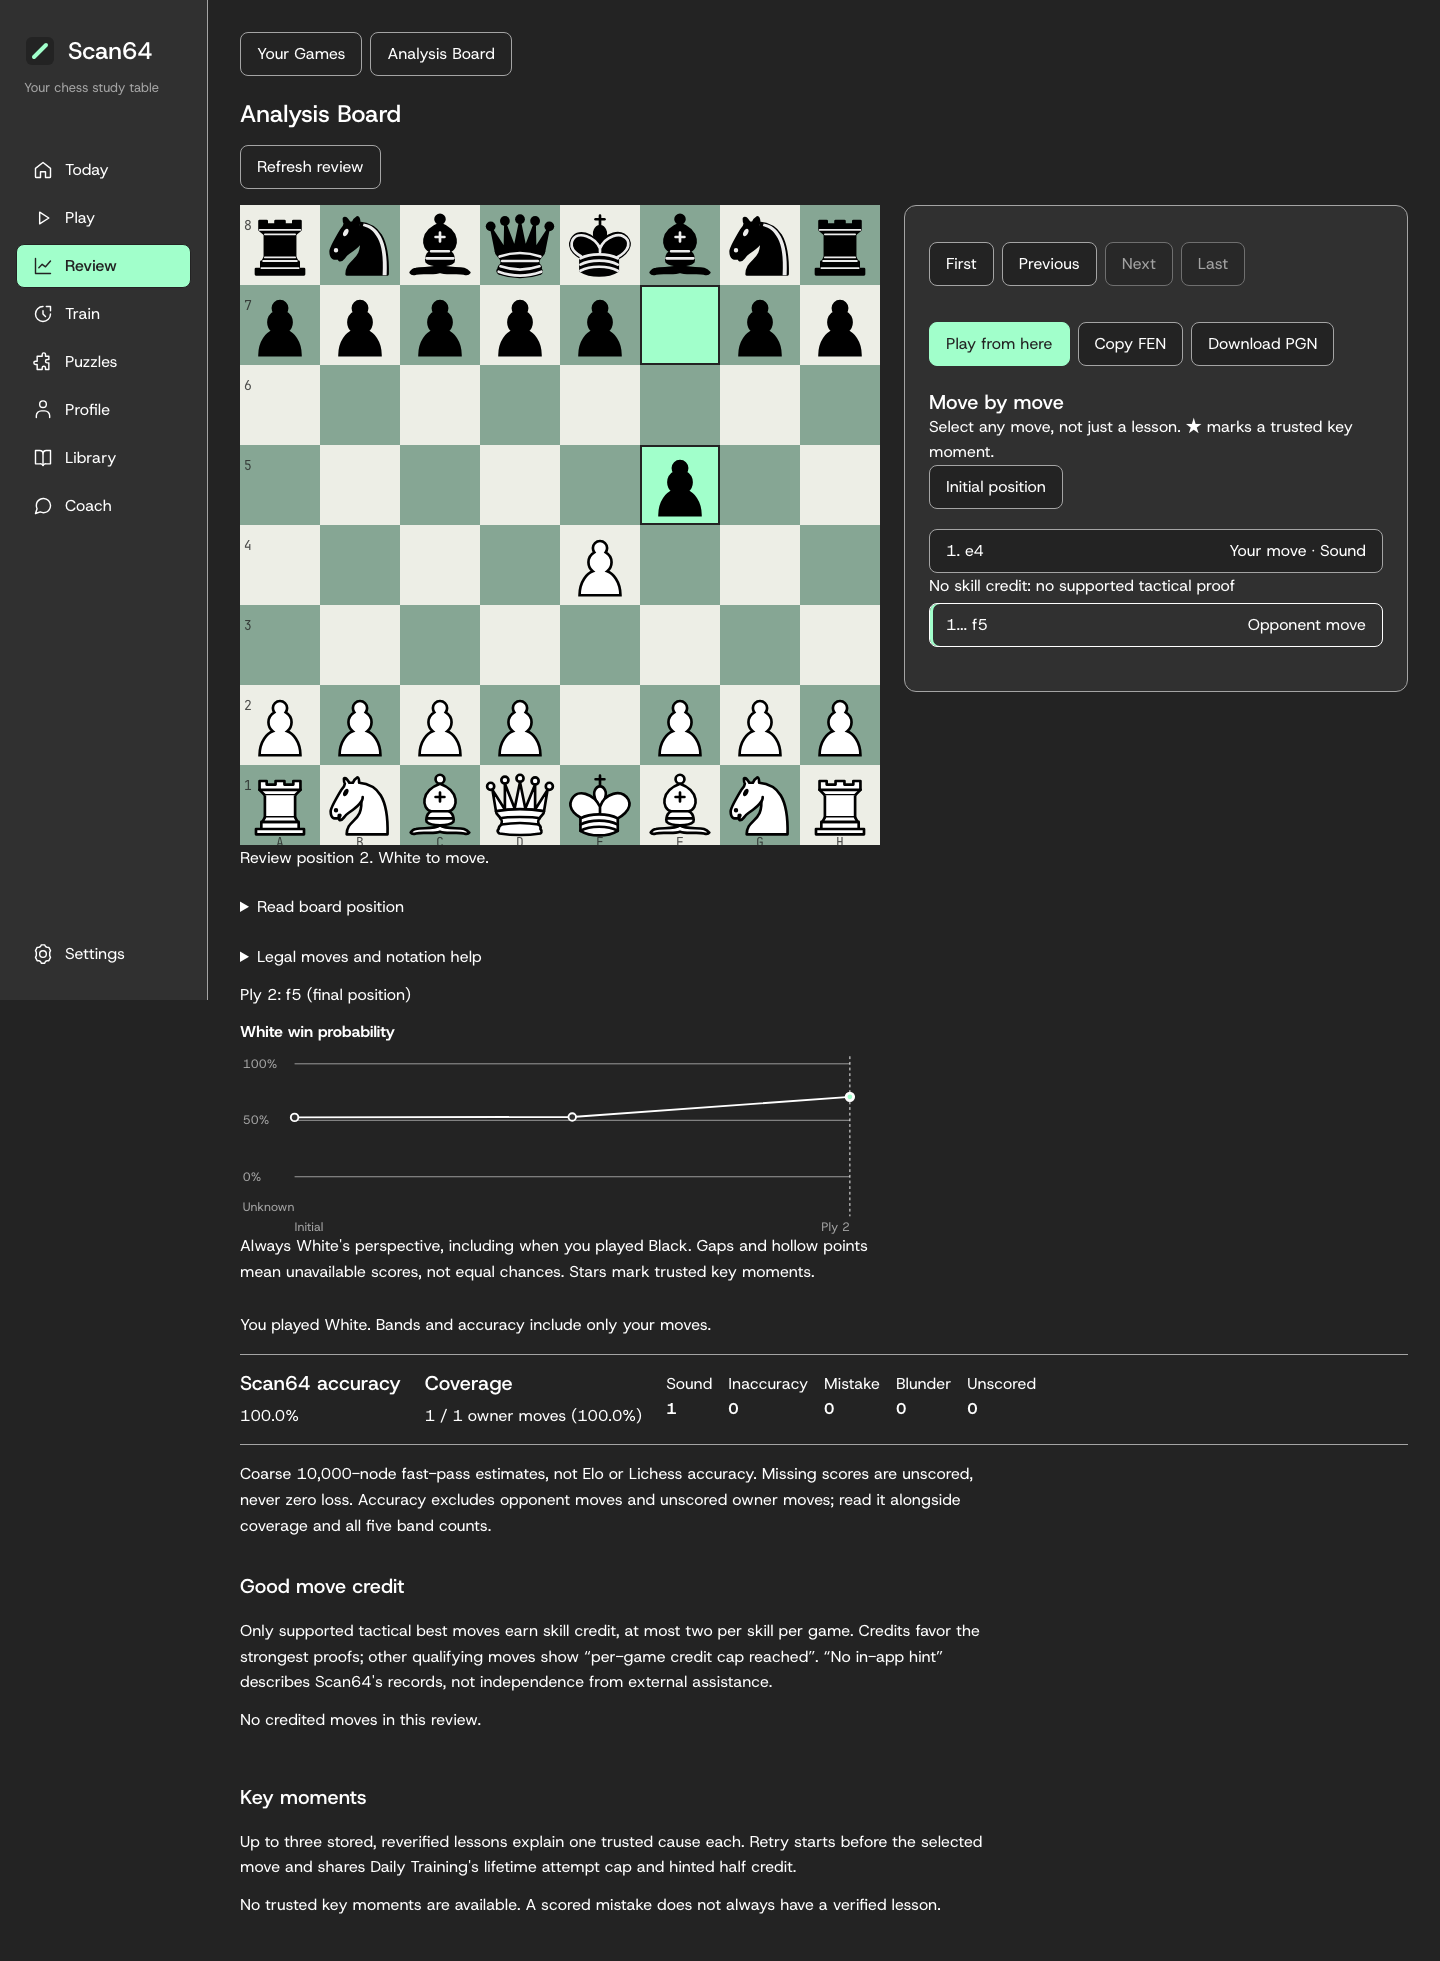 Scan64
Your chess study table
Today
Play
Review
Train
Puzzles
Profile
Library
Coach
Settings
Your Games
Analysis Board
Analysis Board
Refresh review
8
7
6
5
4
3
2
1
A B C D E F G H
Review position 2. White to move.
▶ Read board position
▶ Legal moves and notation help
Ply 2: f5 (final position)
White win probability
100%
50%
0%
Unknown
Initial
Ply 2
Always White's perspective, including when you played Black. Gaps and hollow points
mean unavailable scores, not equal chances. Stars mark trusted key moments.
You played White. Bands and accuracy include only your moves.
Scan64 accuracy
100.0%
Coverage
1 / 1 owner moves (100.0%)
Sound
1
Inaccuracy
0
Mistake
0
Blunder
0
Unscored
0
Coarse 10,000-node fast-pass estimates, not Elo or Lichess accuracy. Missing scores are unscored,
never zero loss. Accuracy excludes opponent moves and unscored owner moves; read it alongside
coverage and all five band counts.
Good move credit
Only supported tactical best moves earn skill credit, at most two per skill per game. Credits favor the
strongest proofs; other qualifying moves show “per-game credit cap reached”. “No in-app hint”
describes Scan64's records, not independence from external assistance.
No credited moves in this review.
Key moments
Up to three stored, reverified lessons explain one trusted cause each. Retry starts before the selected
move and shares Daily Training's lifetime attempt cap and hinted half credit.
No trusted key moments are available. A scored mistake does not always have a verified lesson.
First
Previous
Next
Last
Play from here
Copy FEN
Download PGN
Move by move
Select any move, not just a lesson. ★ marks a trusted key
moment.
Initial position
1. e4 Your move · Sound
No skill credit: no supported tactical proof
1... f5 Opponent move